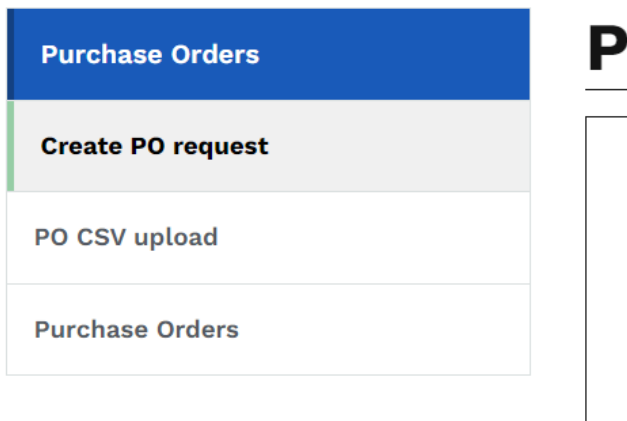 Purchase Orders
Create PO request
PO CSV upload
Purchase Orders
P